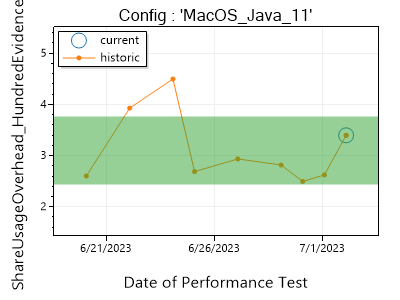 Config : 'MacOS_Java_11'
current
historic
5
4
3
2
ShareUsageOverhead_HundredEvidence
6/21/2023
6/26/2023
7/1/2023
Date of Performance Test